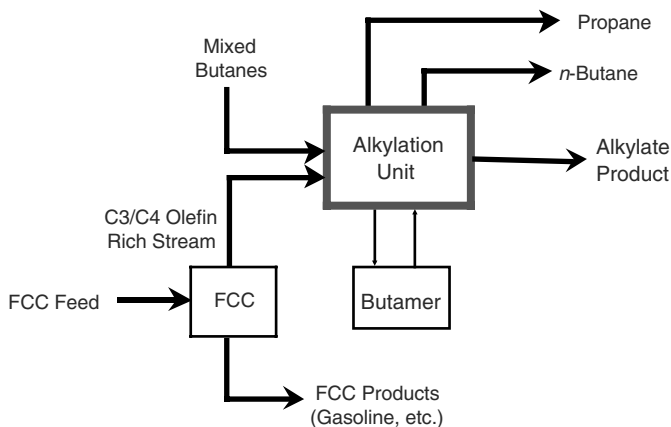 Propane
Mixed
Butanes
n-Butane
Alkylation
Unit
Alkylate
Product
C3/C4 Olefin
Rich Stream
FCC Feed
FCC
Butamer
FCC Products
(Gasoline, etc.)